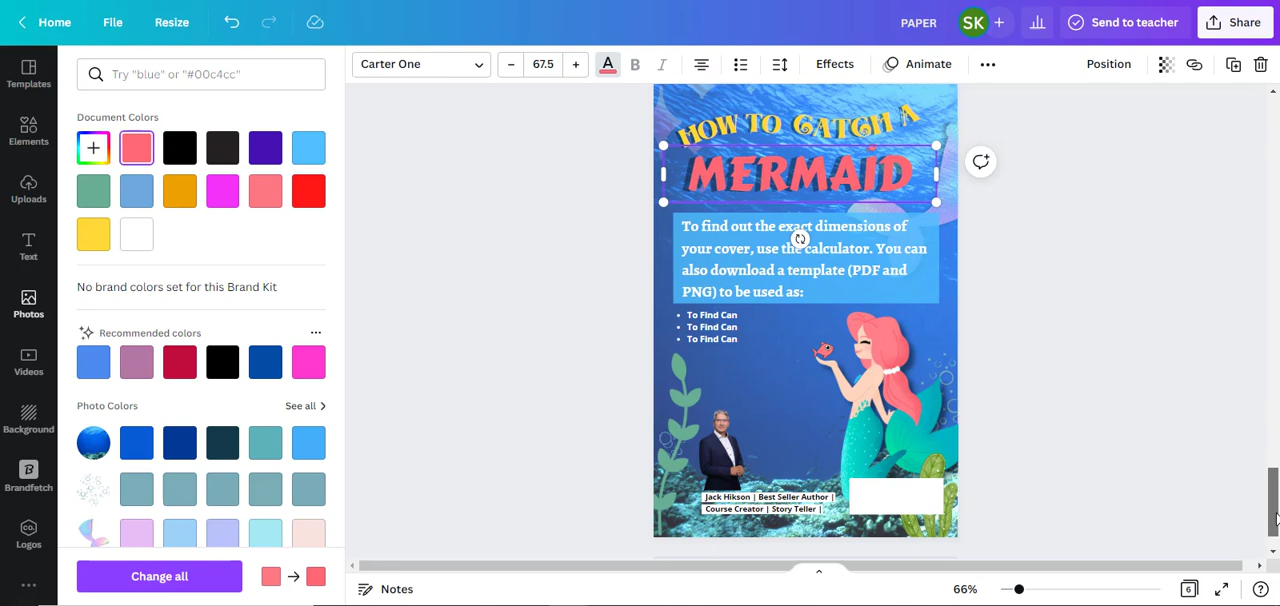 Home
File
Resize
PAPER
SK
+
Send to teacher
Share
Carter One
–
67.5
+
A
B
I
Effects
Animate
Position
Templates
Elements
Uploads
Text
Photos
Videos
Background
B
Brandfetch
CO.
Logos
Try "blue" or "#00c4cc"
Document Colors
+
No brand colors set for this Brand Kit
Recommended colors
Photo Colors
See all
Change all
HOW TO CATCH A
MERMAID
To find out the exact dimensions of
your cover, use the calculator. You can
also download a template (PDF and
PNG) to be used as:
• To Find Can
• To Find Can
• To Find Can
Jack Hikson | Best Seller Author |
Course Creator | Story Teller |
Notes
66%
6
?